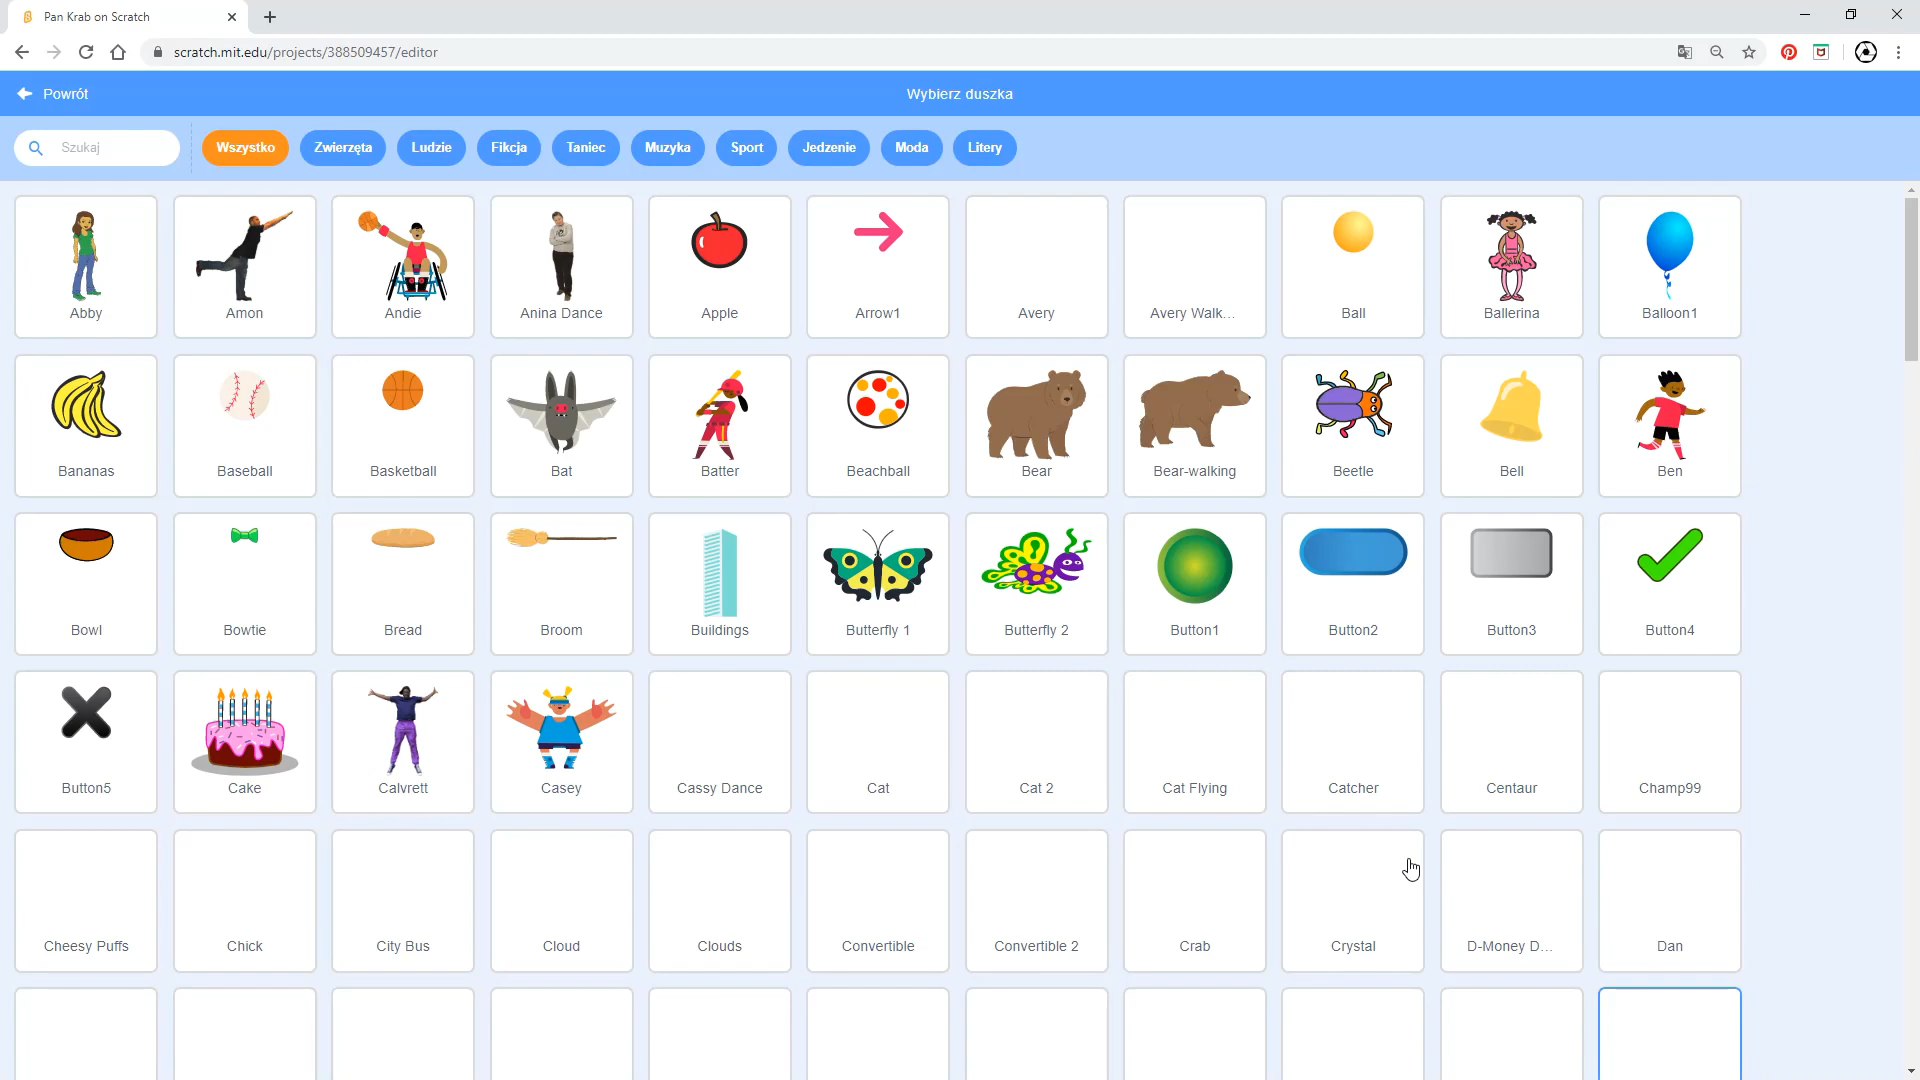 Pan Krab on Scratch
scratch.mit.edu/projects/388509457/editor
Powrót
Wybierz duszka
Szukaj
Wszystko Zwierzęta Ludzie Fikcja Taniec Muzyka Sport Jedzenie Moda Litery
Abby Amon Andie Anina Dance Apple Arrow1 Avery Avery Walk... Ball Ballerina Balloon1
Bananas Baseball Basketball Bat Batter Beachball Bear Bear-walking Beetle Bell Ben
Bowl Bowtie Bread Broom Buildings Butterfly 1 Butterfly 2 Button1 Button2 Button3 Button4
Button5 Cake Calvrett Casey Cassy Dance Cat Cat 2 Cat Flying Catcher Centaur Champ99
Cheesy Puffs Chick City Bus Cloud Clouds Convertible Convertible 2 Crab Crystal D-Money D... Dan